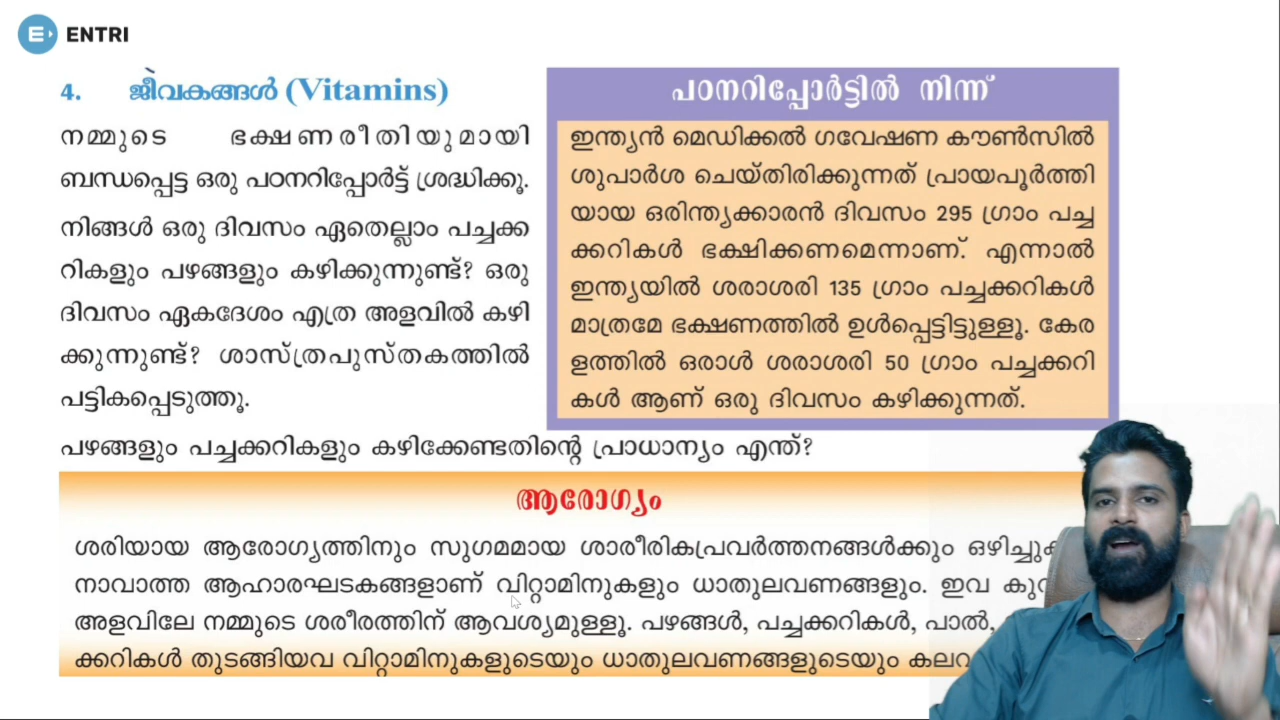 ENTRI
4. ജീവകങ്ങൾ (Vitamins)
നമ്മുടെ ഭക്ഷണരീതിയുമായി
ബന്ധപ്പെട്ട ഒരു പഠനറിപ്പോർട്ട് ശ്രദ്ധിക്കൂ.
നിങ്ങൾ ഒരു ദിവസം ഏതെല്ലാം പച്ചക്ക
റികളും പഴങ്ങളും കഴിക്കുന്നുണ്ട്? ഒരു
ദിവസം ഏകദേശം എത്ര അളവിൽ കഴി
ക്കുന്നുണ്ട്? ശാസ്ത്രപുസ്തകത്തിൽ
പട്ടികപ്പെടുത്തൂ.
പഠനറിപ്പോർട്ടിൽ നിന്ന്
ഇന്ത്യൻ മെഡിക്കൽ ഗവേഷണ കൗൺസിൽ
ശുപാർശ ചെയ്തിരിക്കുന്നത് പ്രായപൂർത്തി
യായ ഒരിന്ത്യക്കാരൻ ദിവസം 295 ഗ്രാം പച്ച
ക്കറികൾ ഭക്ഷിക്കണമെന്നാണ്. എന്നാൽ
ഇന്ത്യയിൽ ശരാശരി 135 ഗ്രാം പച്ചക്കറികൾ
മാത്രമേ ഭക്ഷണത്തിൽ ഉൾപ്പെട്ടിട്ടുള്ളൂ. കേര
ളത്തിൽ ഒരാൾ ശരാശരി 50 ഗ്രാം പച്ചക്കറി
കൾ ആണ് ഒരു ദിവസം കഴിക്കുന്നത്.
പഴങ്ങളും പച്ചക്കറികളും കഴിക്കേണ്ടതിന്റെ പ്രാധാന്യം എന്ത്?
ആരോഗ്യം
ശരിയായ ആരോഗ്യത്തിനും സുഗമമായ ശാരീരികപ്രവർത്തനങ്ങൾക്കും
നാവാത്ത ആഹാരഘടകങ്ങളാണ് വിറ്റാമിനുകളും ധാതുലവണങ്ങളും. ഇവ
അളവിലേ നമ്മുടെ ശരീരത്തിന് ആവശ്യമുള്ളൂ. പഴങ്ങൾ, പച്ചക്കറികൾ, പാൽ,
ക്കറികൾ തുടങ്ങിയവ വിറ്റാമിനുകളുടെയും ധാതുലവണങ്ങളുടെയും